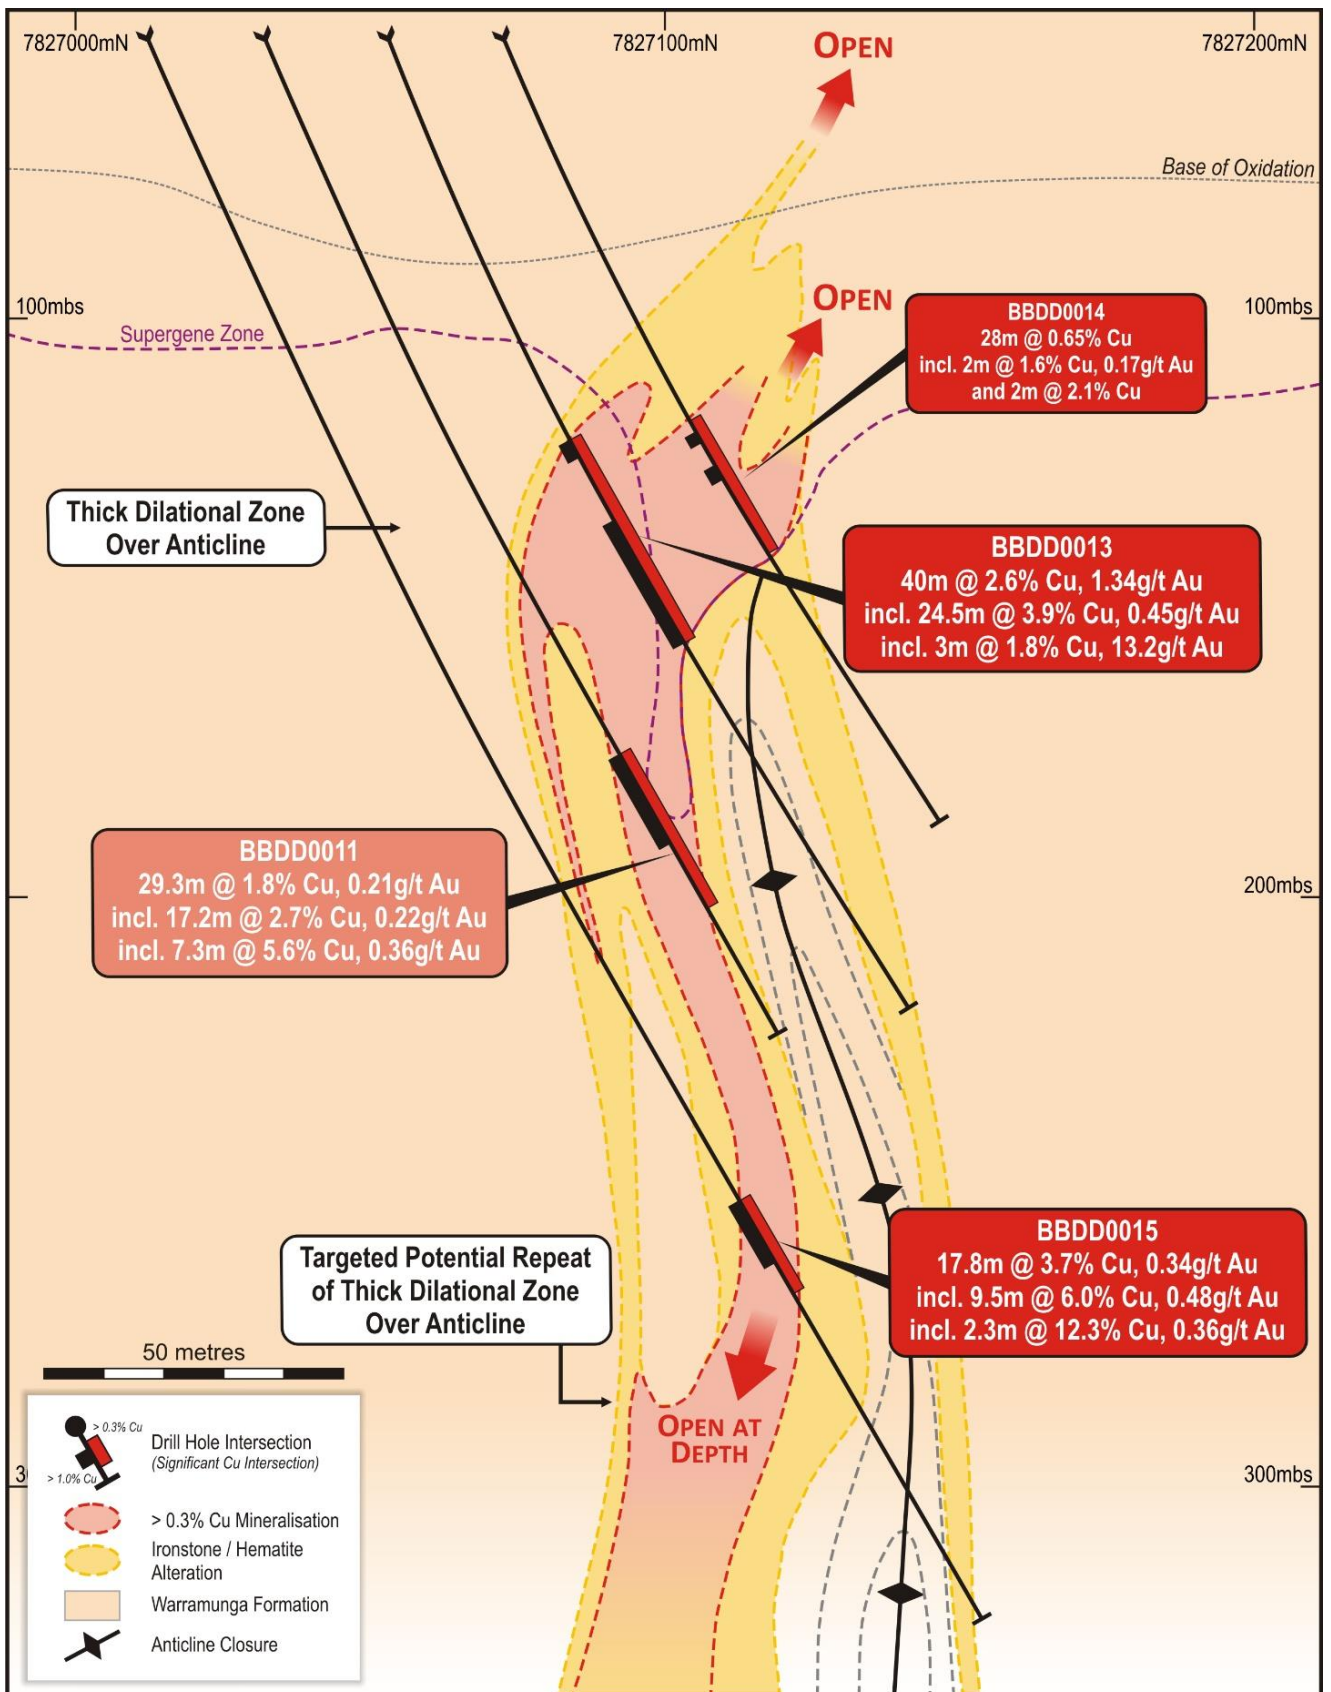 7827000mN
7827100mN
7827200mN
OPEN
Base of Oxidation
100mbs
100mbs
OPEN
Supergene Zone
BBDD0014
28m @ 0.65% Cu
incl. 2m @ 1.6% Cu, 0.17g/t Au
and 2m @ 2.1% Cu
Thick Dilational Zone
Over Anticline
BBDD0013
40m @ 2.6% Cu, 1.34g/t Au
incl. 24.5m @ 3.9% Cu, 0.45g/t Au
incl. 3m @ 1.8% Cu, 13.2g/t Au
BBDD0011
29.3m @ 1.8% Cu, 0.21g/t Au
incl. 17.2m @ 2.7% Cu, 0.22g/t Au
incl. 7.3m @ 5.6% Cu, 0.36g/t Au
200mbs
BBDD0015
17.8m @ 3.7% Cu, 0.34g/t Au
incl. 9.5m @ 6.0% Cu, 0.48g/t Au
incl. 2.3m @ 12.3% Cu, 0.36g/t Au
Targeted Potential Repeat
of Thick Dilational Zone
Over Anticline
50 metres
OPEN AT
DEPTH
300mbs
> 0.3% Cu
Drill Hole Intersection
(Significant Cu Intersection)
> 1.0% Cu
> 0.3% Cu Mineralisation
Ironstone / Hematite
Alteration
Warramunga Formation
Anticline Closure